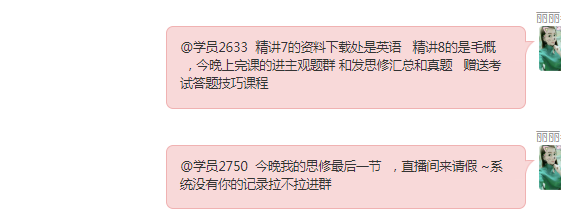 丽丽
@学员2633  精讲7的资料下载处是英语   精讲8的是毛概
，今晚上完课的进主观题群 和发思修汇总和真题   赠送考
试答题技巧课程
丽丽
@学员2750  今晚我的思修最后一节   ，直播间来请假 ~系
统没有你的记录拉不拉进群